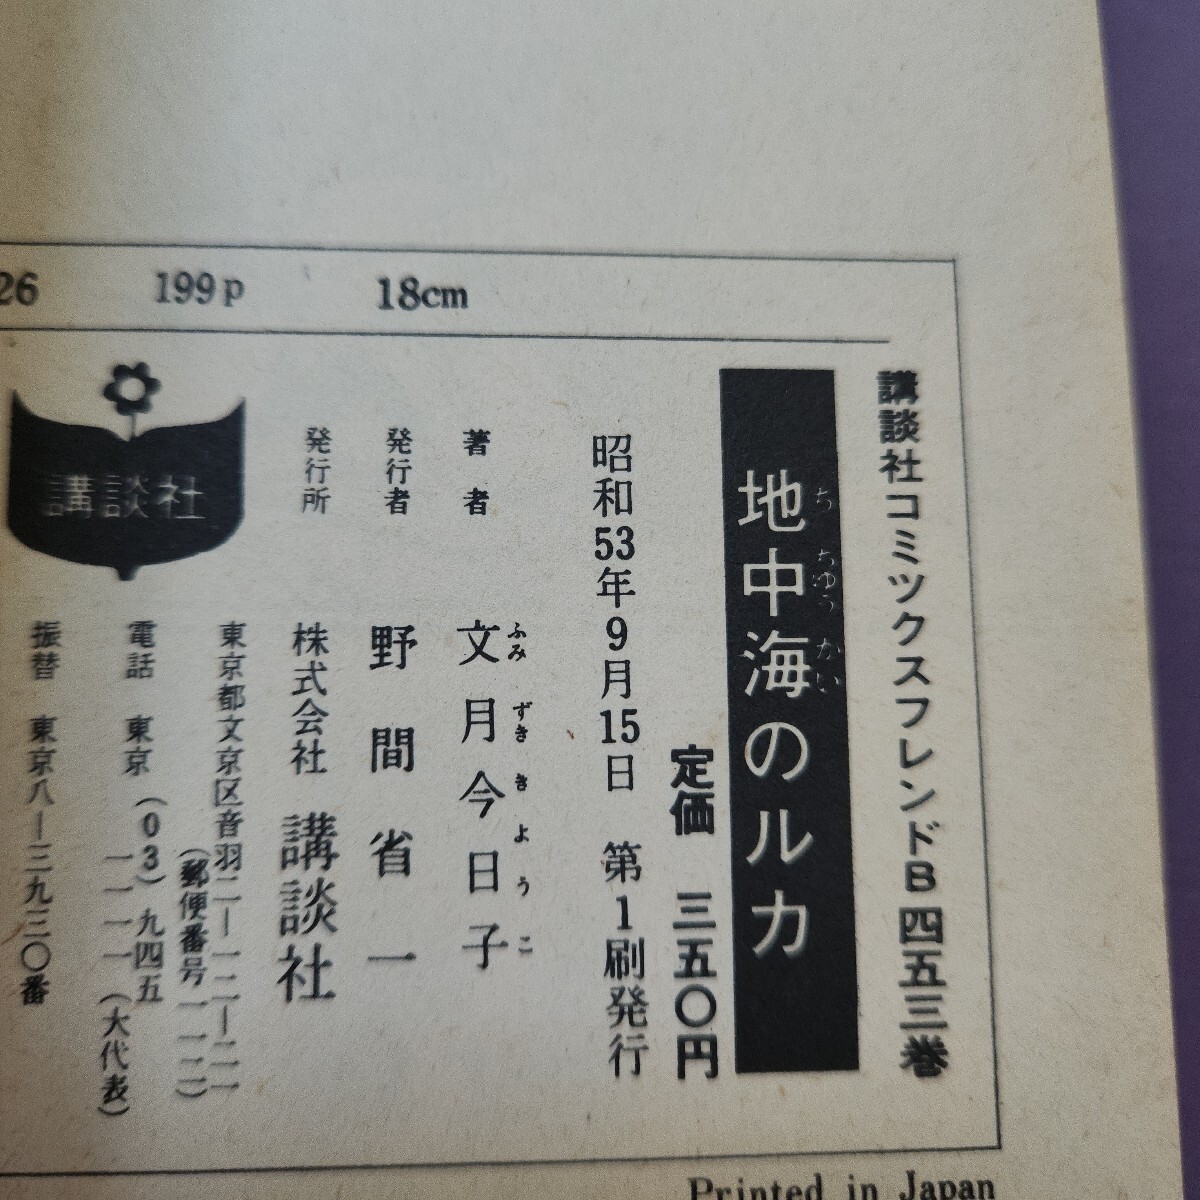 26 199p 18cm
講談社コミックスフレンドB四五三巻
地中海のルカ
ち ちゅう かい
定価 三五〇円
昭和53年9月15日 第1刷発行
著者 文月今日子
ふみ ずき きょう こ
発行者 野間省一
発行所 株式会社 講談社
東京都文京区音羽二ー一二ー二一
(郵便番号一一二)
電話 東京(03)九四五
一一一一(大代表)
振替 東京八ー三九三〇番
講談社
Printed in Japan